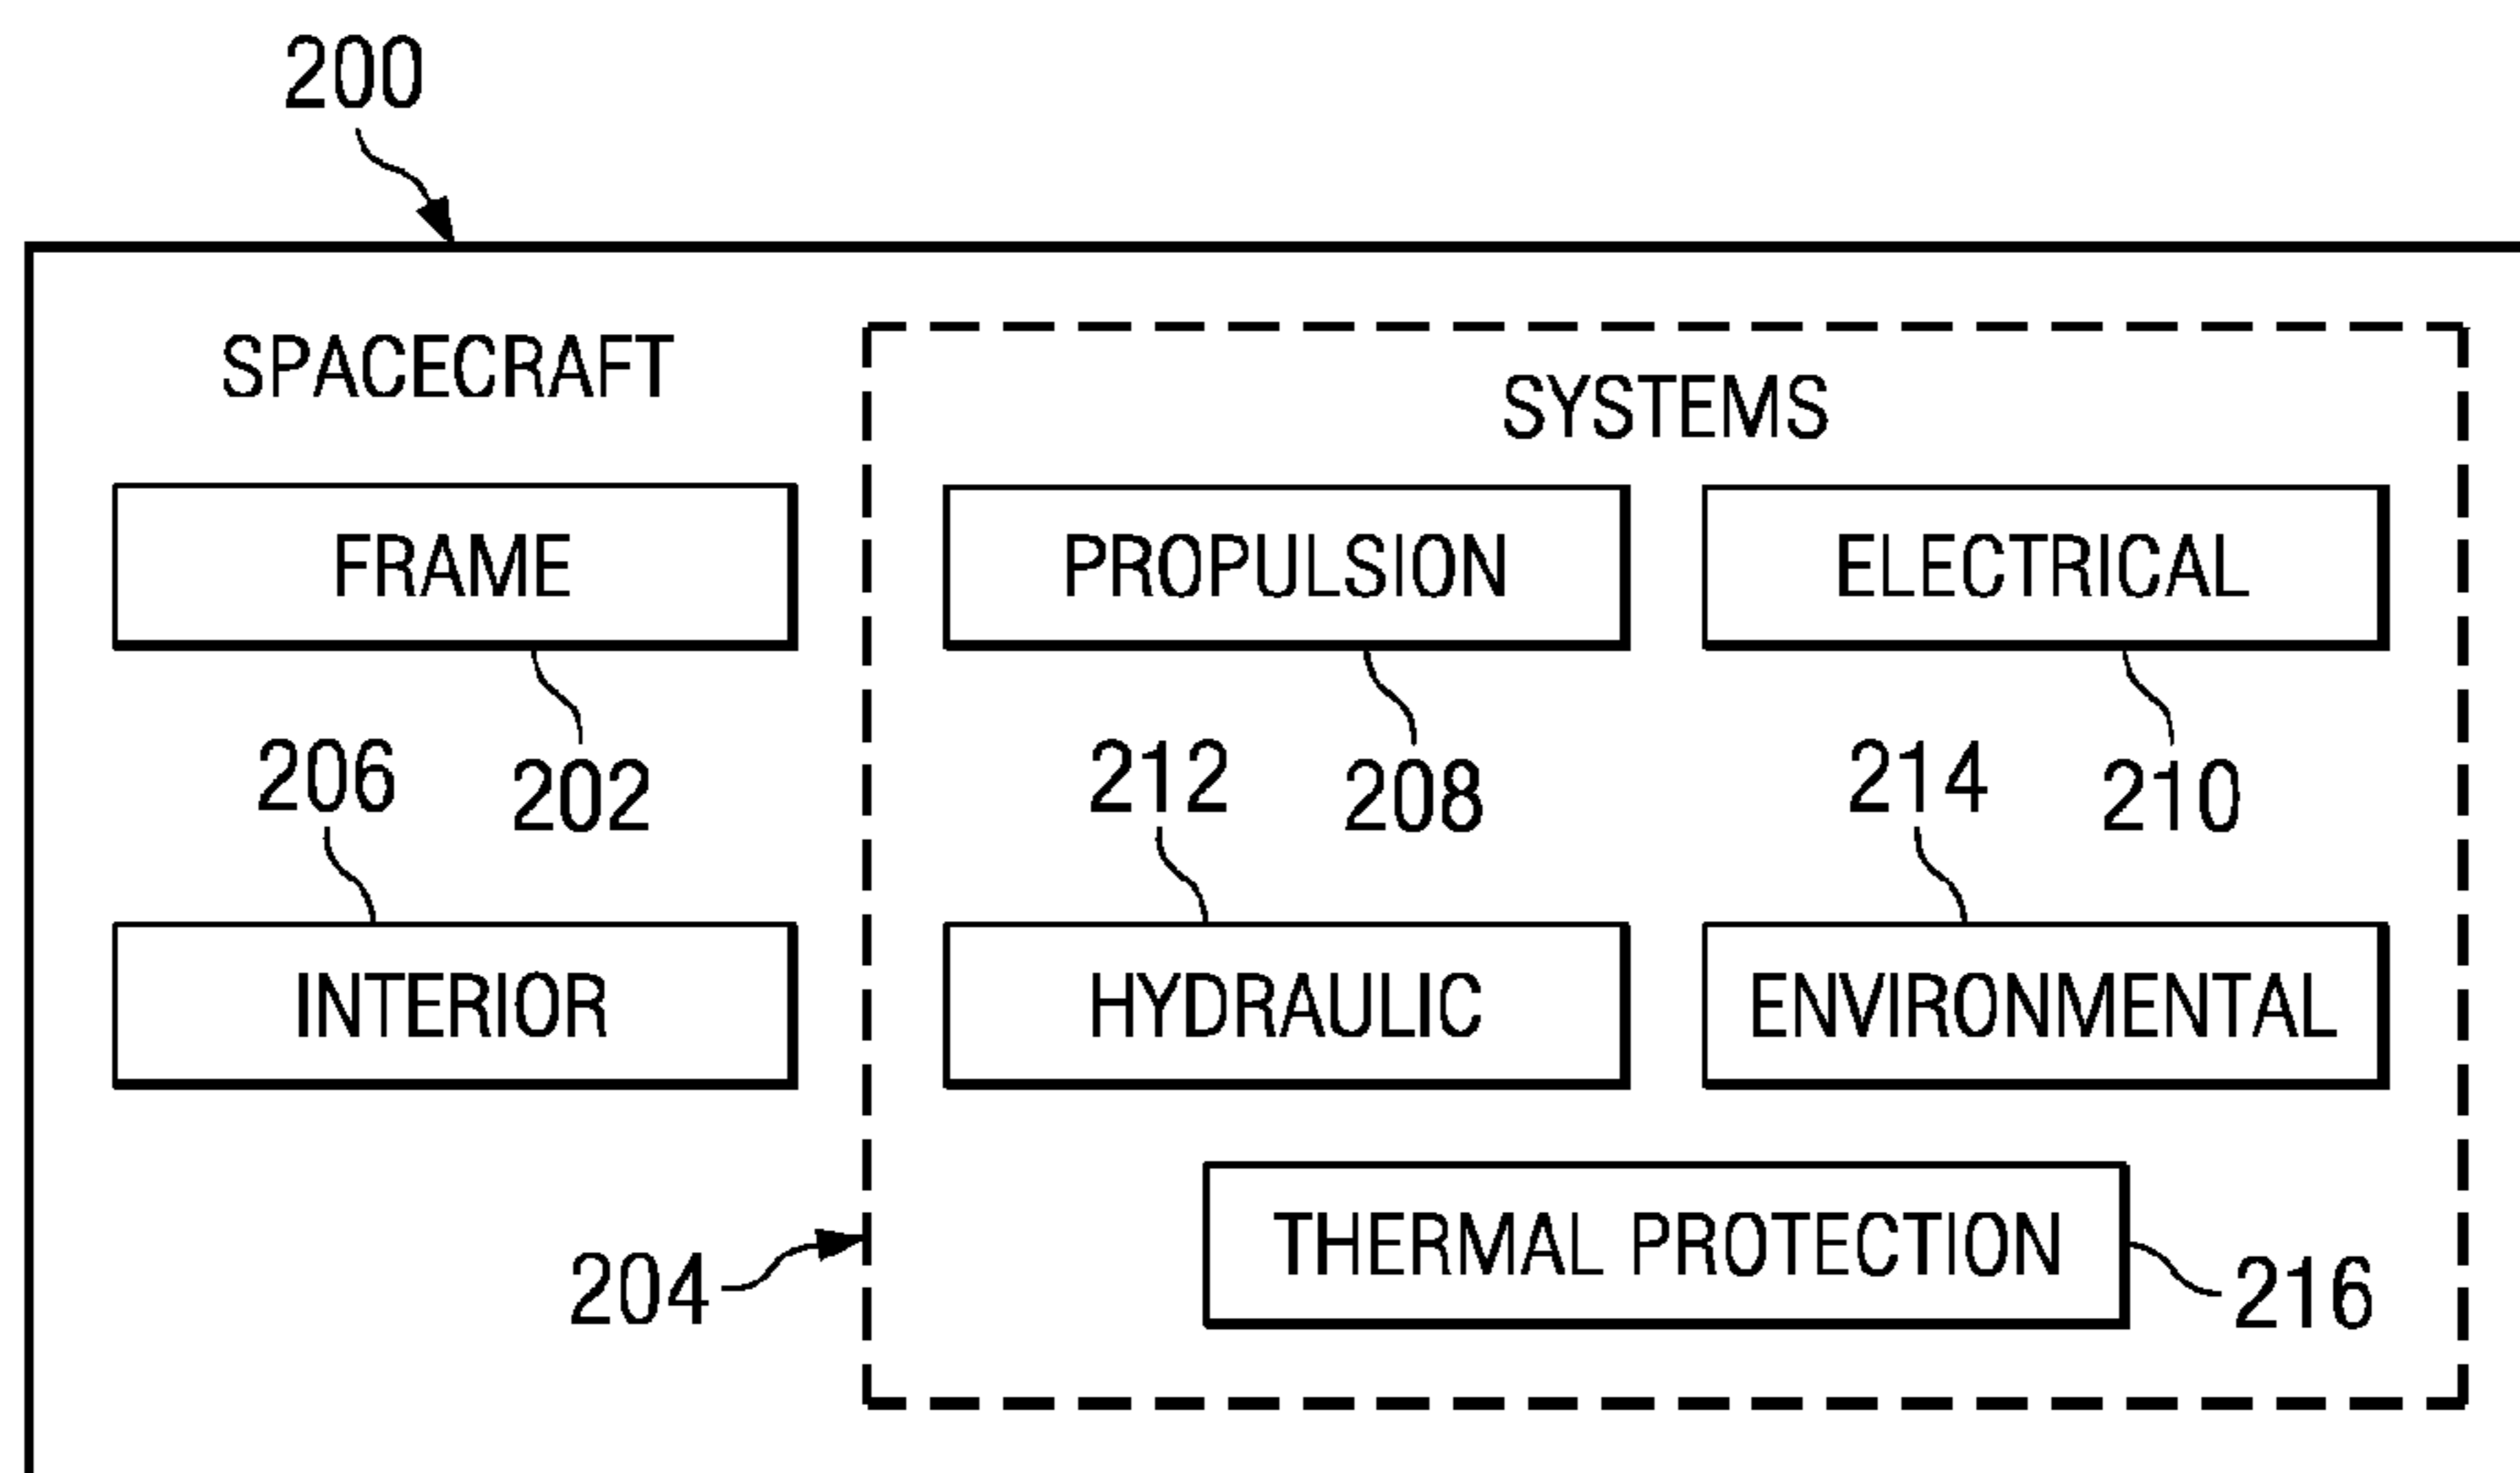 200
SPACECRAFT
SYSTEMS
FRAME
PROPULSION
ELECTRICAL
206
202
212
208
214
210
INTERIOR
HYDRAULIC
ENVIRONMENTAL
THERMAL PROTECTION
204
216